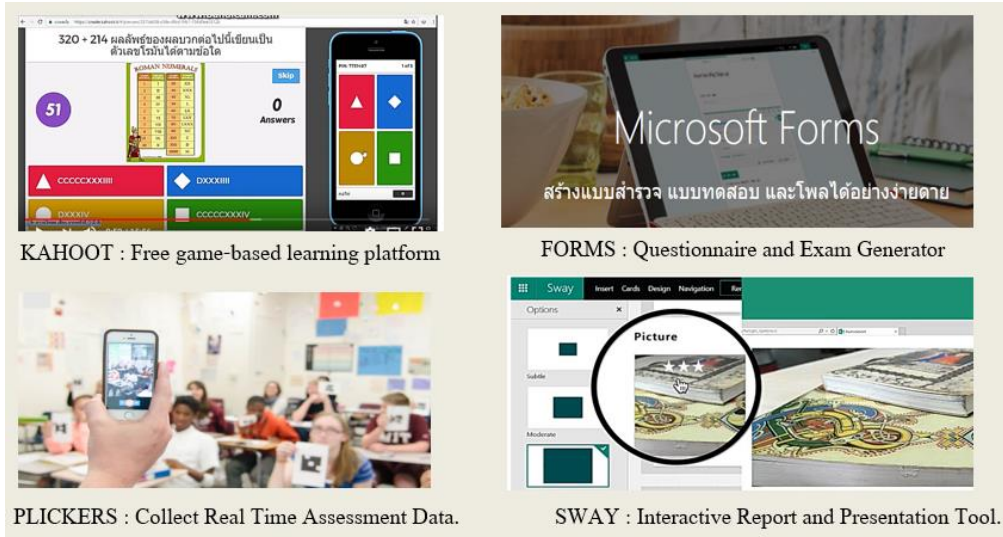 320 + 214 ผลลัพธ์ของผลบวกต่อไปนี้เขียนเป็น
ตัวเลขโรมันได้ตามข้อใด
ROMAN NUMERALS
Skip
51
0
Answers
CCCCCXXXIIII
DXXXIIII
DXXXIV
CCCCCXXXIV
KAHOOT : Free game-based learning platform
Microsoft Forms
สร้างแบบสำรวจ แบบทดสอบ และโพลได้อย่างง่ายดาย
FORMS : Questionnaire and Exam Generator
PLICKERS : Collect Real Time Assessment Data.
Sway Insert Cards Design Navigation
Options
Subtle
Moderate
Picture
SWAY : Interactive Report and Presentation Tool.